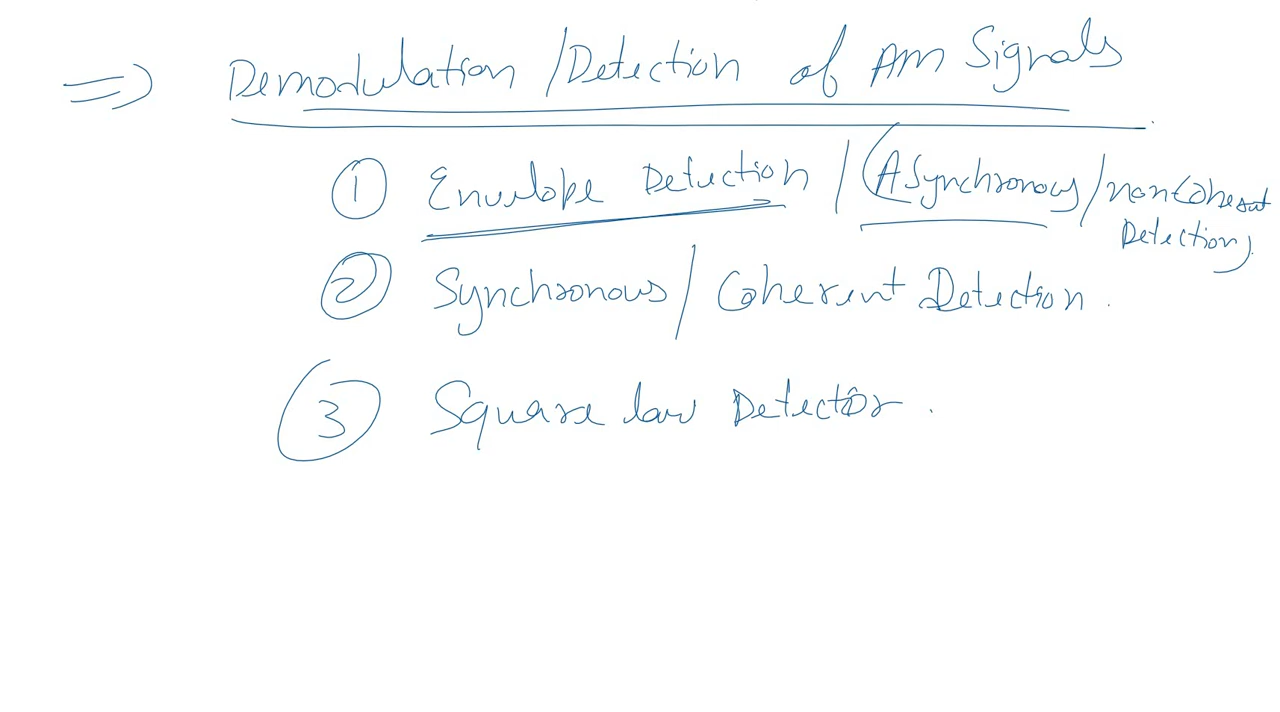 => Demodulation / Detection of AM Signals
① Envelope Detection / (Asynchronous / noncoherent
Detection)
② Synchronous / Coherent Detection.
③ Square law Detector.